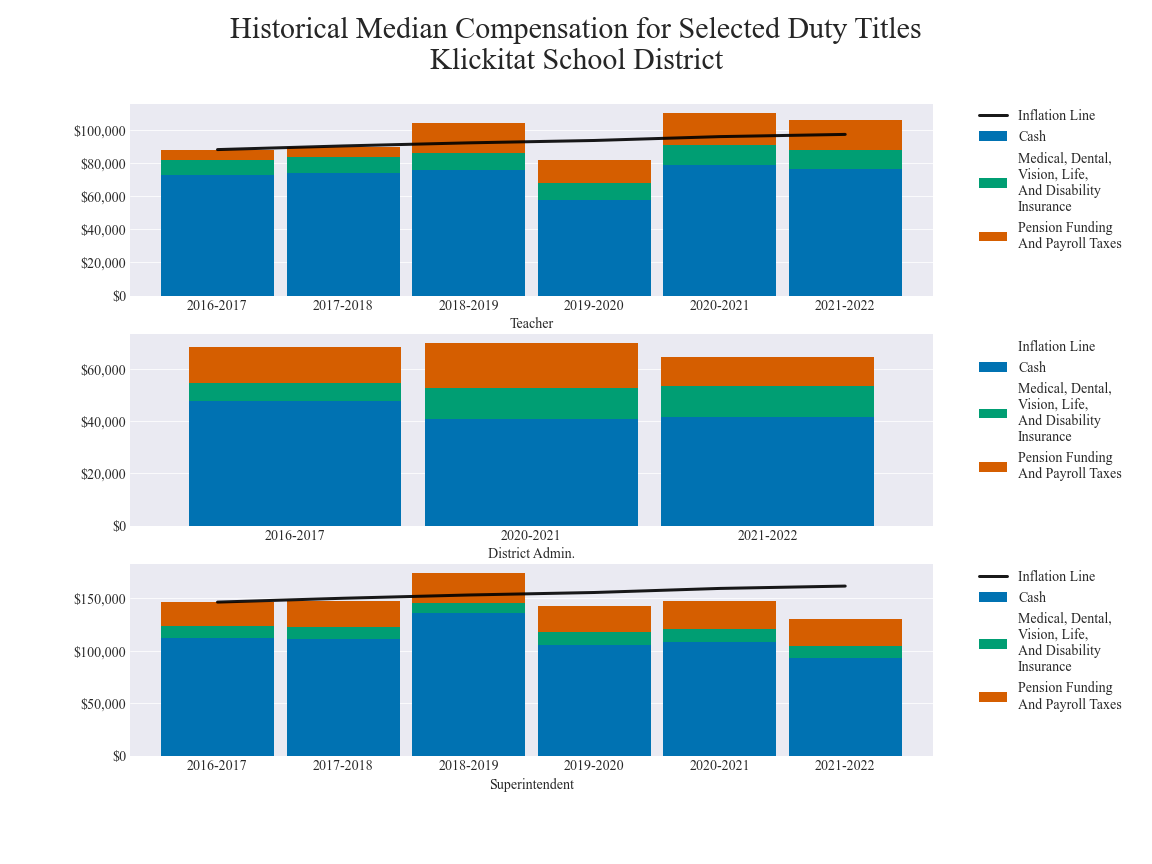 Historical Median Compensation for Selected Duty Titles
Klickitat School District
$100,000
$80,000
$60,000
$40,000
$20,000
$0
2016-2017 2017-2018 2018-2019 2019-2020 2020-2021 2021-2022
Teacher
Inflation Line
Cash
Medical, Dental,
Vision, Life,
And Disability
Insurance
Pension Funding
And Payroll Taxes
$60,000
$40,000
$20,000
$0
2016-2017 2020-2021 2021-2022
District Admin.
Inflation Line
Cash
Medical, Dental,
Vision, Life,
And Disability
Insurance
Pension Funding
And Payroll Taxes
$150,000
$100,000
$50,000
$0
2016-2017 2017-2018 2018-2019 2019-2020 2020-2021 2021-2022
Superintendent
Inflation Line
Cash
Medical, Dental,
Vision, Life,
And Disability
Insurance
Pension Funding
And Payroll Taxes